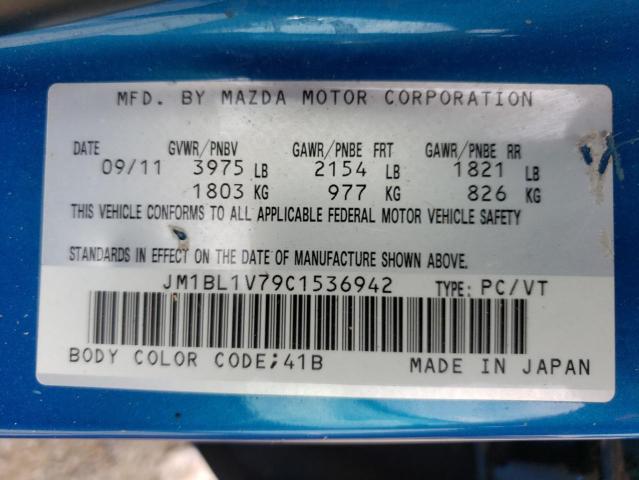 MFD. BY MAZDA MOTOR CORPORATION
DATE GVWR/PNBV GAWR/PNBE FRT GAWR/PNBE RR
09/11 3975 LB 2154 LB 1821 LB
1803 KG 977 KG 826 KG
THIS VEHICLE CONFORMS TO ALL APPLICABLE FEDERAL MOTOR VEHICLE SAFETY
STANDARDS IN EFFECT ON THE DATE OF MANUFACTURE SHOWN ABOVE.
JM1BL1V79C1536942 TYPE: PC/VT
BODY COLOR CODE;41B MADE IN JAPAN